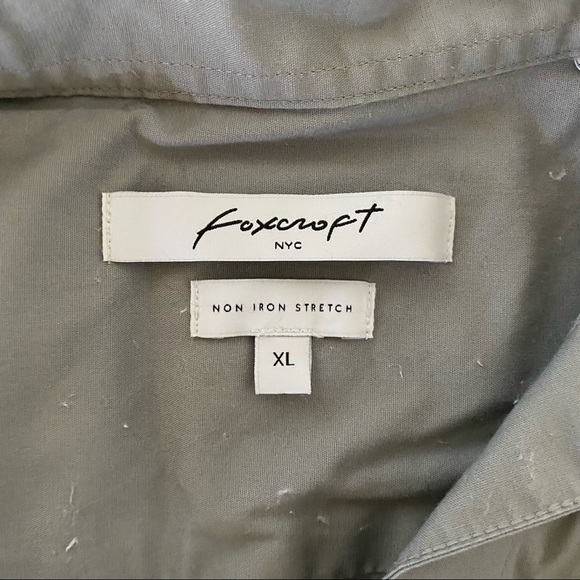 Foxcroft
NYC
NON IRON STRETCH
XL